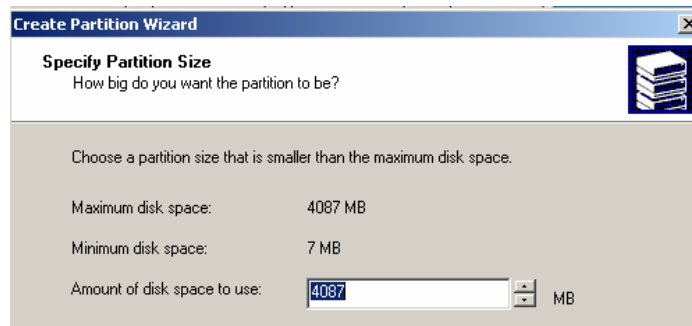 Create Partition Wizard
Specify Partition Size
How big do you want the partition to be?
Choose a partition size that is smaller than the maximum disk space.
Maximum disk space: 4087 MB
Minimum disk space: 7 MB
Amount of disk space to use: 4087 MB